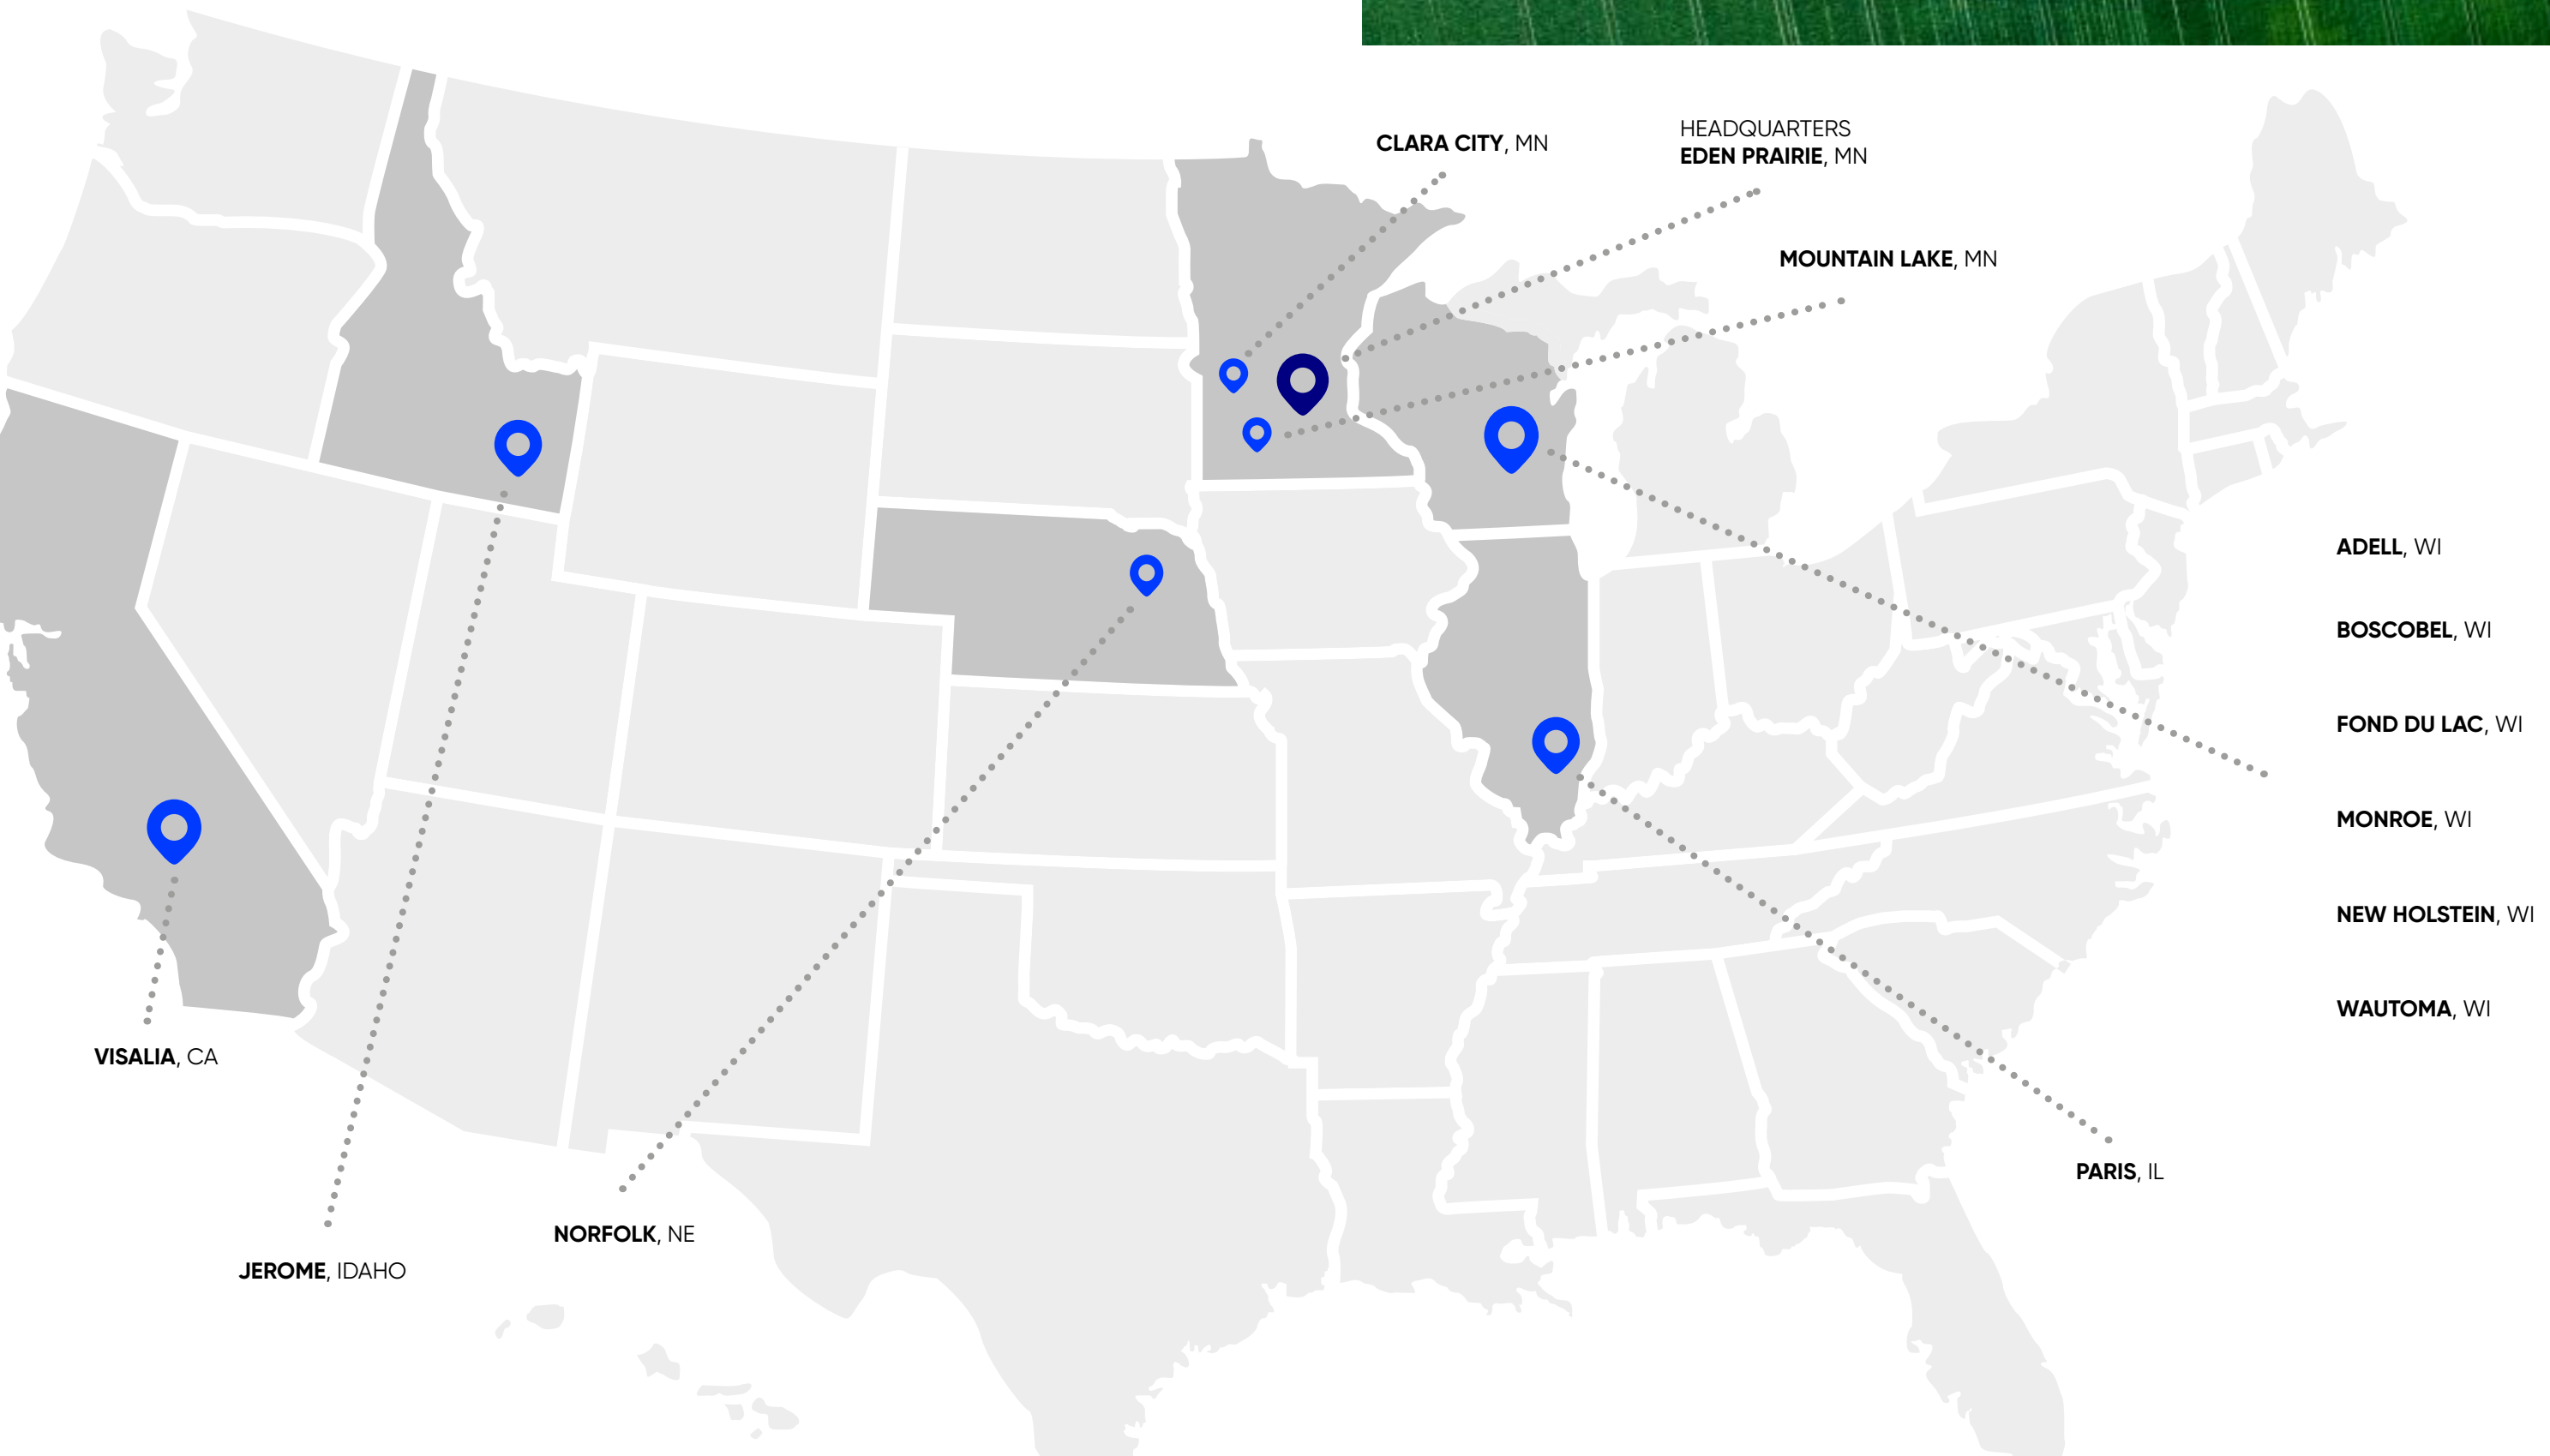 CLARA CITY, MN
HEADQUARTERS
EDEN PRAIRIE, MN
MOUNTAIN LAKE, MN
ADELL, WI
BOSCOBEL, WI
FOND DU LAC, WI
MONROE, WI
NEW HOLSTEIN, WI
WAUTOMA, WI
VISALIA, CA
PARIS, IL
NORFOLK, NE
JEROME, IDAHO